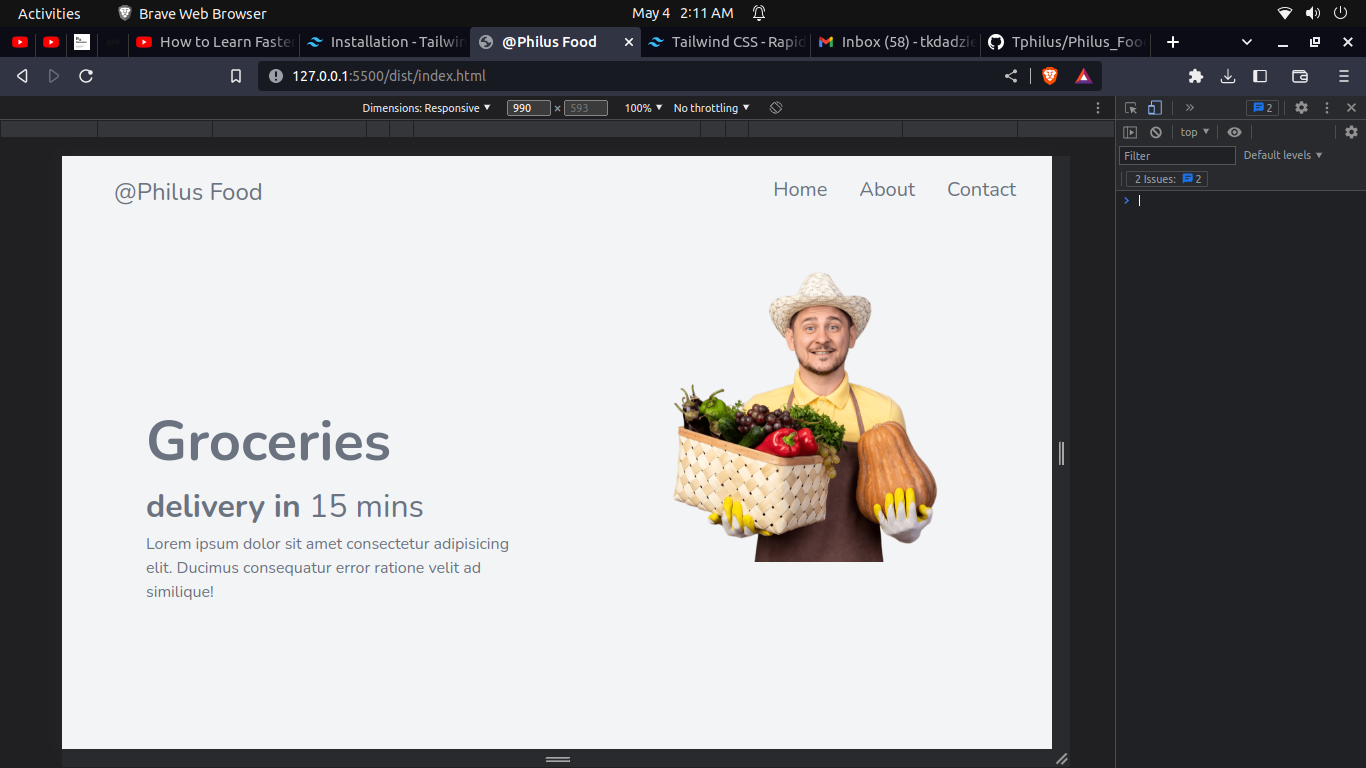 Activities Brave Web Browser May 4 2:11 AM
How to Learn Faste Installation - Tailwin @Philus Food Tailwind CSS - Rapid Inbox (58) - tkdadzie Tphilus/Philus_Foo
127.0.0.1:5500/dist/index.html
Dimensions: Responsive 990 × 593 100% No throttling 2
top
Filter Default levels
2 Issues: 2
@Philus Food Home About Contact
Groceries
delivery in 15 mins
Lorem ipsum dolor sit amet consectetur adipisicing
elit. Ducimus consequatur error ratione velit ad
similique!